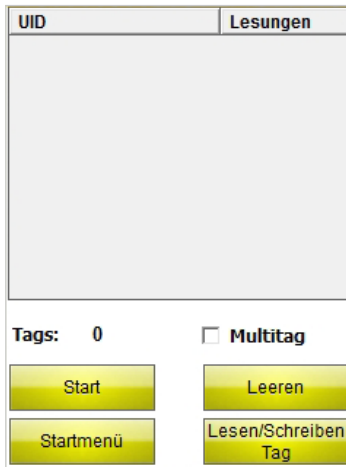 UID Lesungen
Tags: 0 Multitag
Start Leeren
Startmenü Lesen/Schreiben
Tag